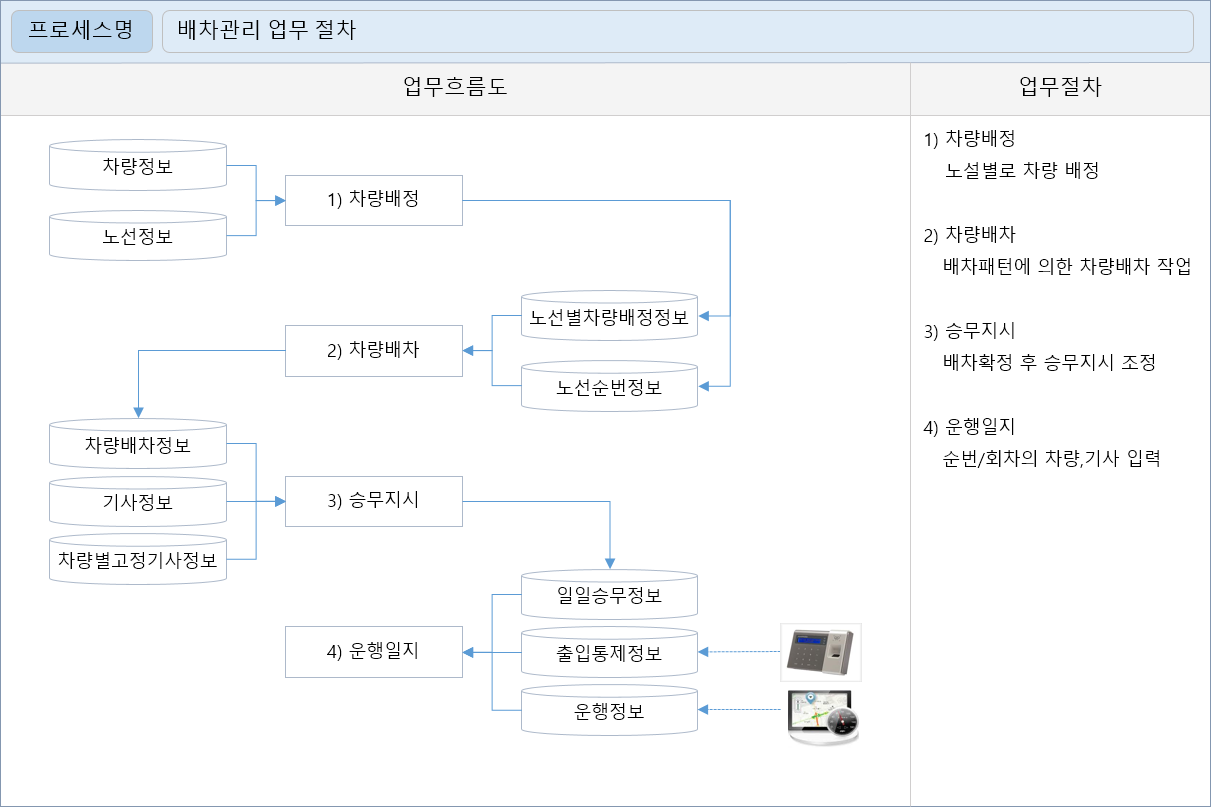 프로세스명
배차관리 업무 절차
업무흐름도
업무절차
차량정보
노선정보
1) 차량배정
노선별차량배정정보
노선순번정보
2) 차량배차
차량배차정보
기사정보
차량별고정기사정보
3) 승무지시
일일승무정보
출입통제정보
운행정보
4) 운행일지
1) 차량배정
노설별로 차량 배정
2) 차량배차
배차패턴에 의한 차량배차 작업
3) 승무지시
배차확정 후 승무지시 조정
4) 운행일지
순번/회차의 차량,기사 입력